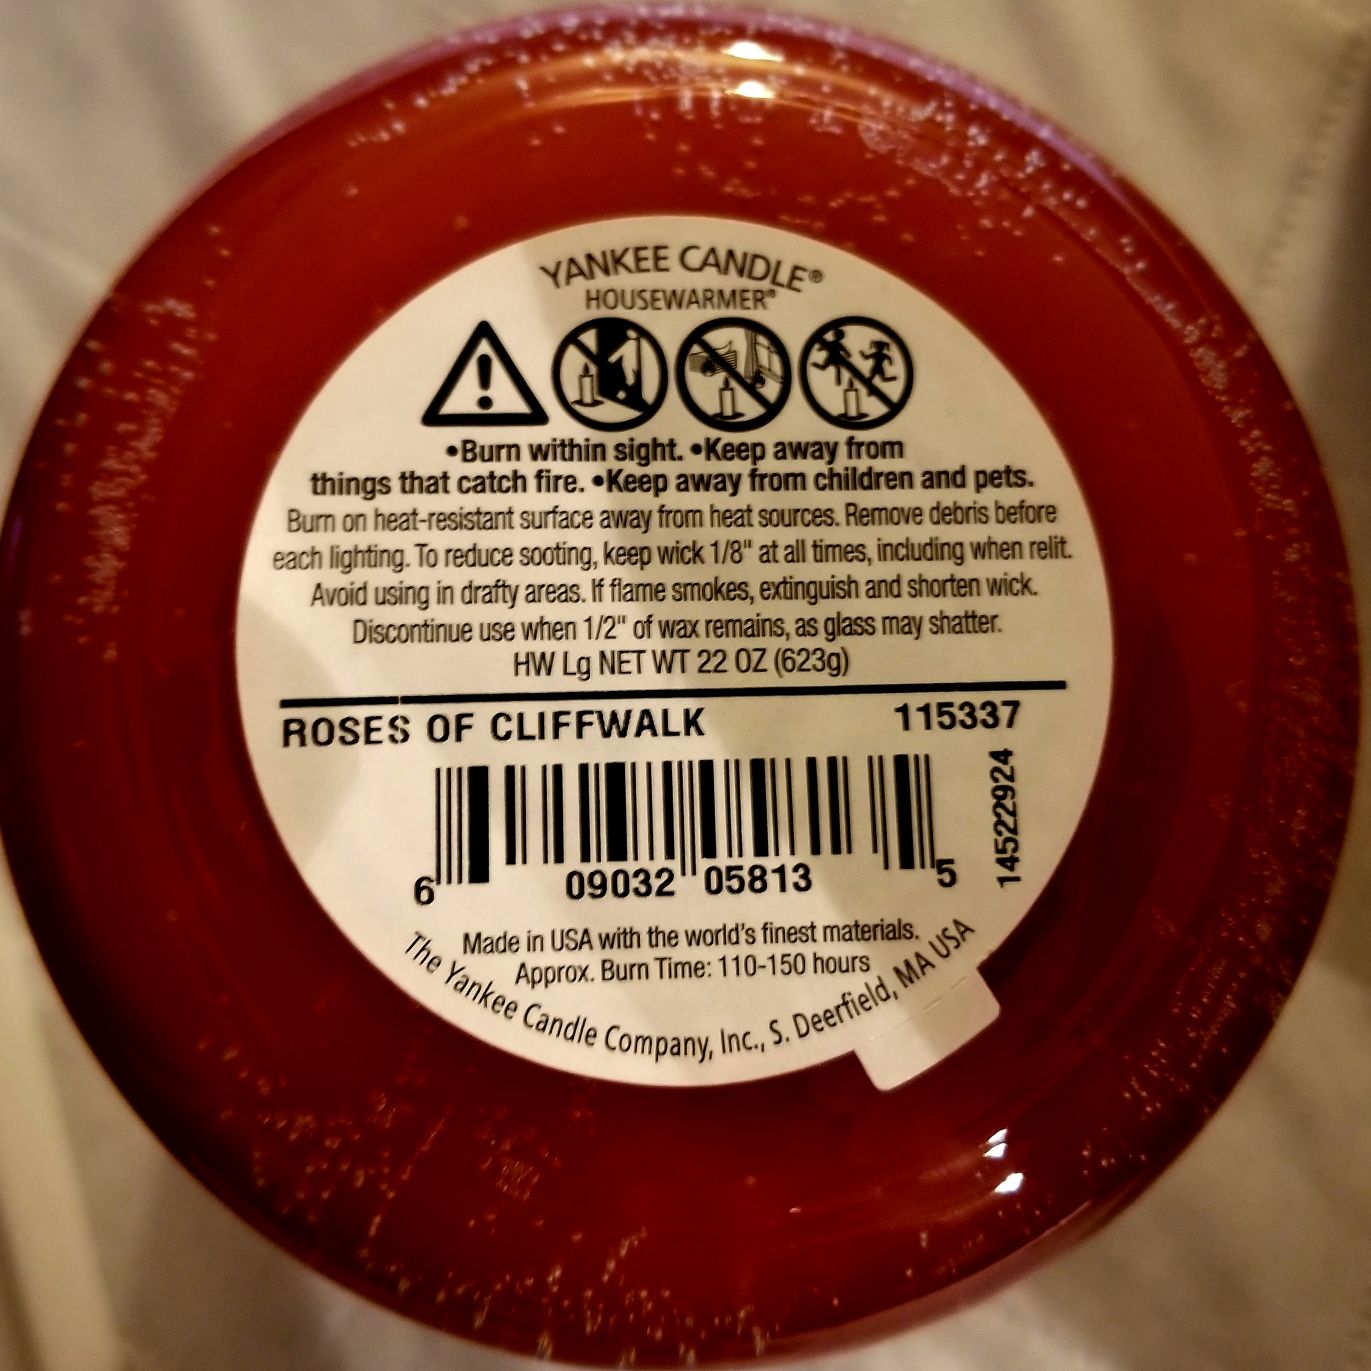 YANKEE CANDLE®
HOUSEWARMER®
•Burn within sight. •Keep away from
things that catch fire. •Keep away from children and pets.
Burn on heat-resistant surface away from heat sources. Remove debris before
each lighting. To reduce sooting, keep wick 1/8" at all times, including when relit.
Avoid using in drafty areas. If flame smokes, extinguish and shorten wick.
Discontinue use when 1/2" of wax remains, as glass may shatter.
HW Lg NET WT 22 OZ (623g)
ROSES OF CLIFFWALK 115337
14522924
6 09032 05813 5
Made in USA with the world's finest materials.
Approx. Burn Time: 110-150 hours
The Yankee Candle Company, Inc., S. Deerfield, MA USA